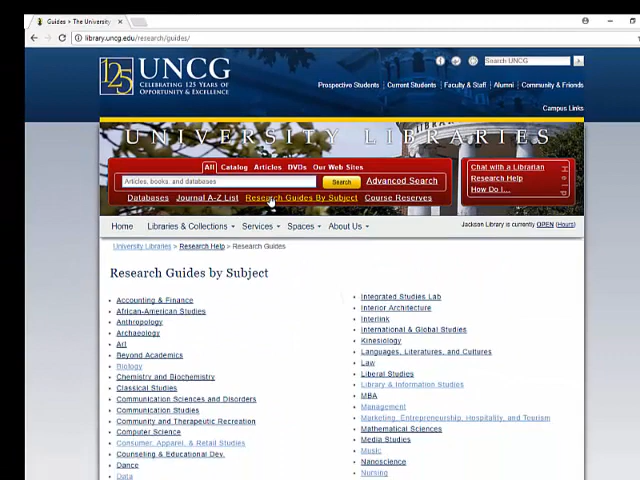 Guides > The University
library.uncg.edu/research/guides/
Search UNCG
125 UNCG
CELEBRATING 125 YEARS OF
OPPORTUNITY & EXCELLENCE
Prospective Students Current Students Faculty & Staff Alumni Community & Friends
Campus Links
UNIVERSITY LIBRARIES
All Catalog Articles DVDs Our Web Sites
Articles, books, and databases Search Advanced Search
Databases Journal A-Z List Research Guides By Subject Course Reserves
Chat with a Librarian
Research Help
How Do I...
Help
Home Libraries & Collections Services Spaces About Us
Jackson Library is currently OPEN (Hours)
University Libraries > Research Help > Research Guides
Research Guides by Subject
Accounting & Finance
African-American Studies
Anthropology
Archaeology
Art
Beyond Academics
Biology
Chemistry and Biochemistry
Classical Studies
Communication Sciences and Disorders
Communication Studies
Community and Therapeutic Recreation
Computer Science
Consumer, Apparel, & Retail Studies
Counseling & Educational Dev.
Dance
Data
Integrated Studies Lab
Interior Architecture
Interlink
International & Global Studies
Kinesiology
Languages, Literatures, and Cultures
Law
Liberal Studies
Library & Information Studies
MBA
Management
Marketing, Entrepreneurship, Hospitality, and Tourism
Mathematical Sciences
Media Studies
Music
Nanoscience
Nursing